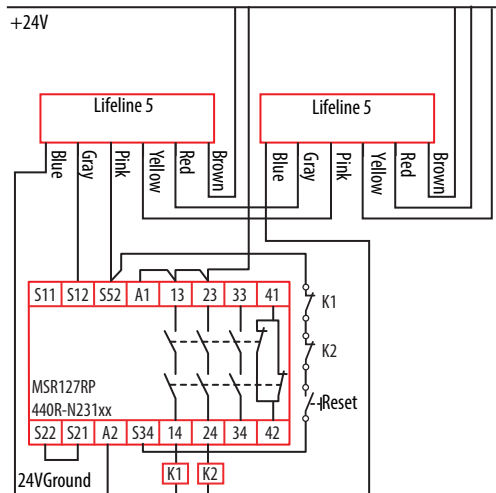 +24V
Lifeline 5
Lifeline 5
Blue
Gray
Pink
Yellow
Red
Brown
Blue
Gray
Pink
Yellow
Red
Brown
S11 S12 S52 A1 13 23 33 41
K1
K2
MSR127RP
440R-N231xx
Reset
S22 S21 A2 S34 14 24 34 42
24VGround
K1 K2